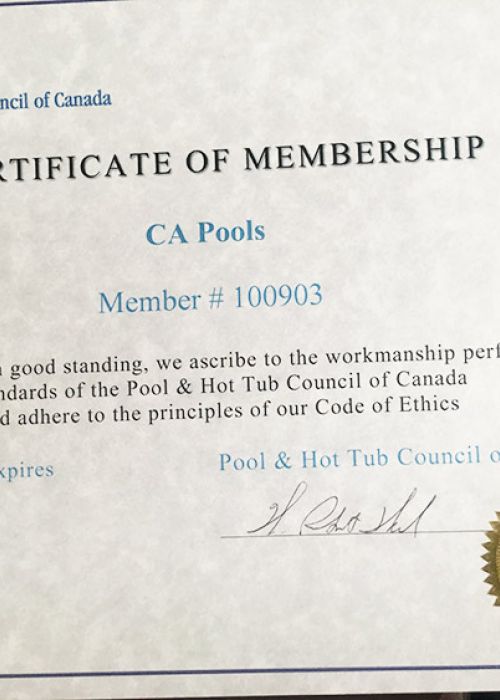 ncil of Canada
RTIFICATE OF MEMBERSHIP
CA Pools
Member # 100903
good standing, we ascribe to the workmanship perf
ndards of the Pool & Hot Tub Council of Canada
d adhere to the principles of our Code of Ethics
xpires
Pool & Hot Tub Council o